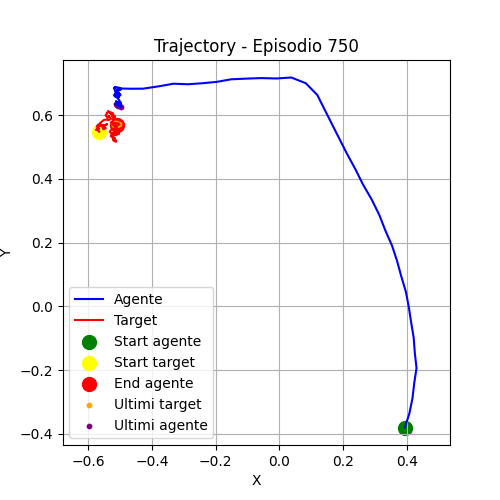 Trajectory - Episodio 750
Y
0.6
0.4
0.2
0.0
−0.2
−0.4
Agente
Target
Start agente
Start target
End agente
Ultimi target
Ultimi agente
−0.6 −0.4 −0.2 0.0 0.2 0.4
X